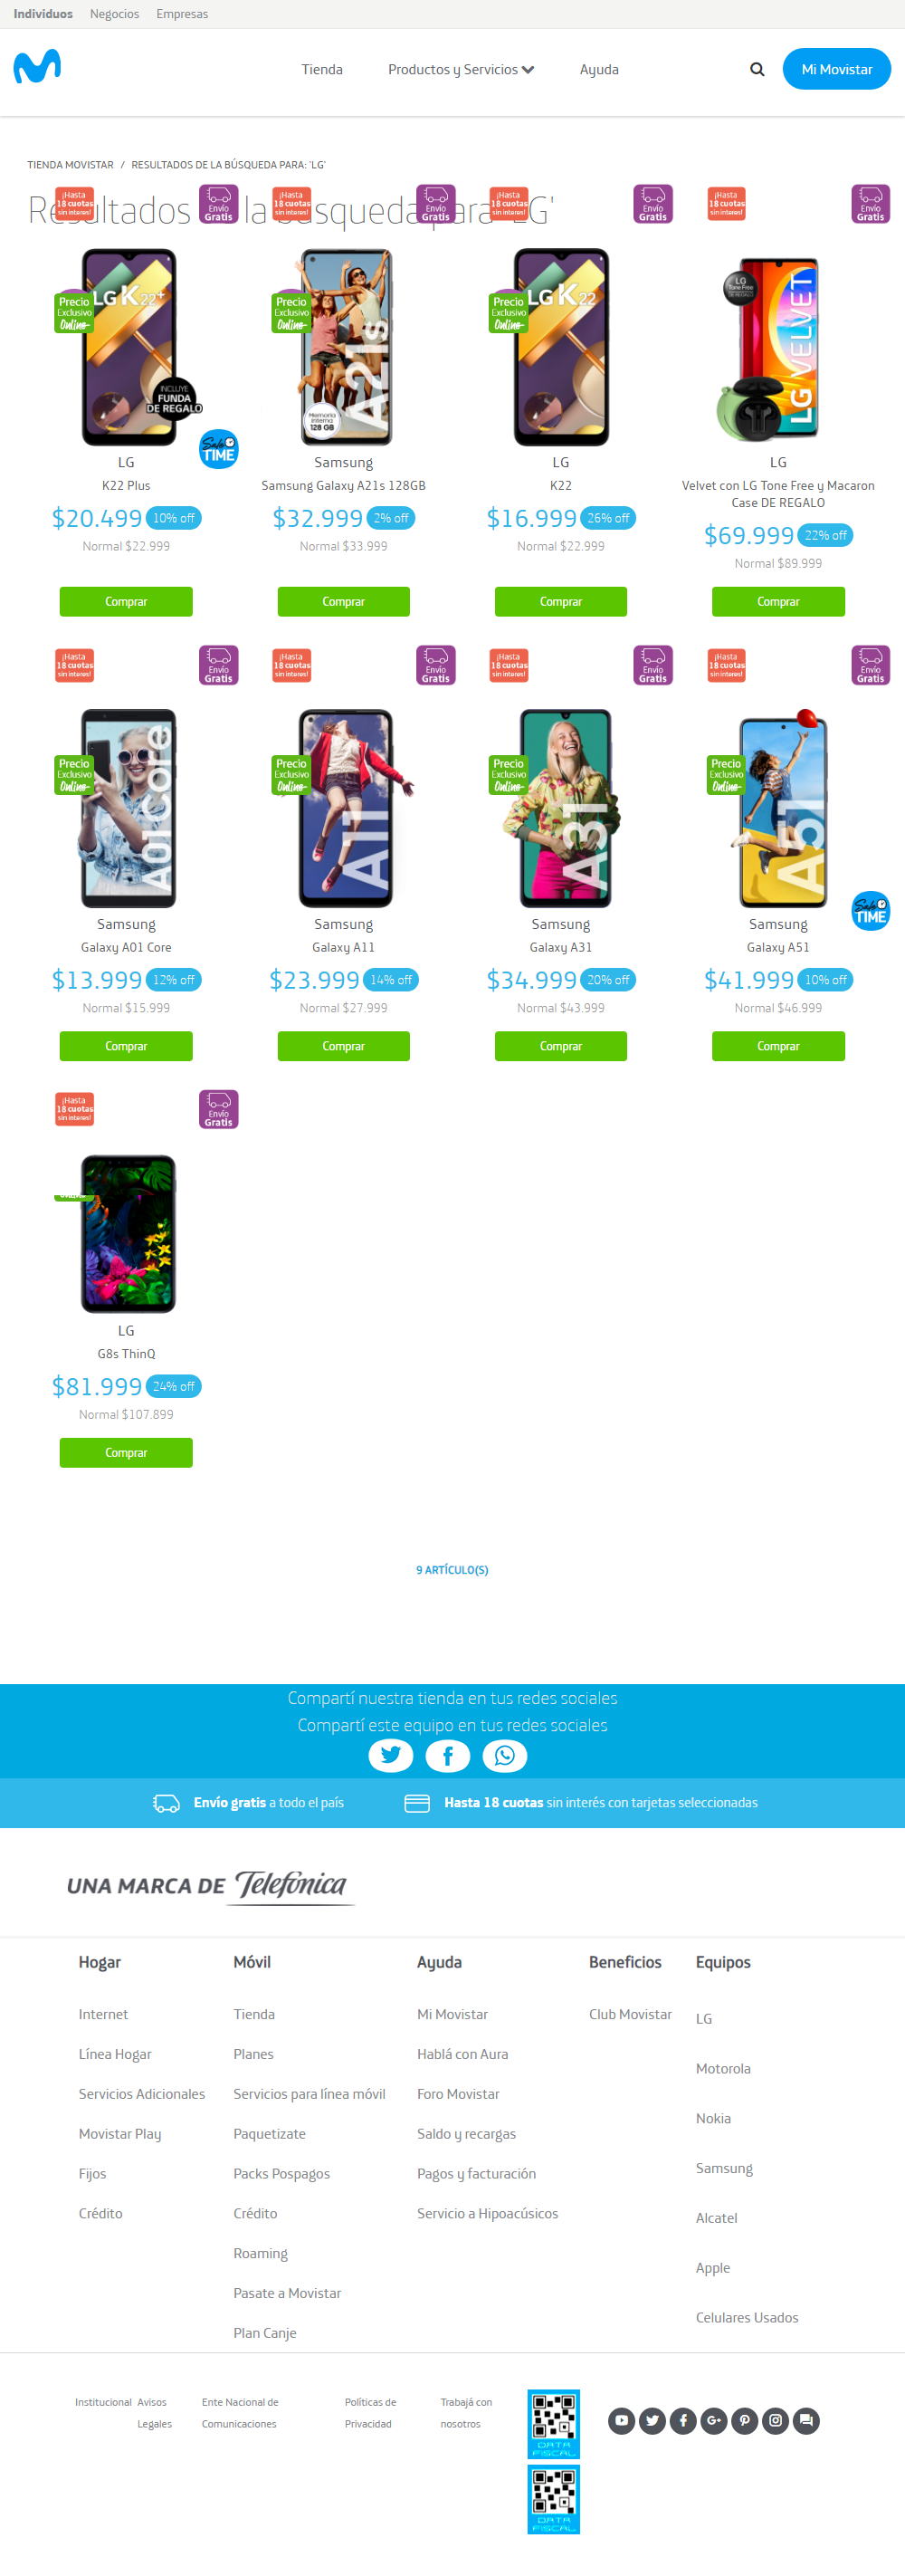 Individuos Negocios Empresas
Tienda Productos y Servicios Ayuda Mi Movistar
TIENDA MOVISTAR / RESULTADOS DE LA BÚSQUEDA PARA: 'LG'
Resultados de la búsqueda para 'LG'
¡Hasta 18 cuotas sin interes! Envío Gratis ¡Hasta 18 cuotas sin interes! Envío Gratis ¡Hasta 18 cuotas sin interes! Envío Gratis ¡Hasta 18 cuotas sin interes! Envío Gratis
Precio Exclusivo Online
LG K22+
INCLUYE FUNDA DE REGALO
Sale TIME
Precio Exclusivo Online
A21s
Memoria Interna 128 GB
Precio Exclusivo Online
LG K22
LG Tone Free DE REGALO
LG VELVET
LG Samsung LG LG
K22 Plus Samsung Galaxy A21s 128GB K22 Velvet con LG Tone Free y Macaron
Case DE REGALO
$20.499 10% off $32.999 2% off $16.999 26% off $69.999 22% off
Normal $22.999 Normal $33.999 Normal $22.999 Normal $89.999
Comprar Comprar Comprar Comprar
¡Hasta 18 cuotas sin interes! Envío Gratis ¡Hasta 18 cuotas sin interes! Envío Gratis ¡Hasta 18 cuotas sin interes! Envío Gratis ¡Hasta 18 cuotas sin interes! Envío Gratis
Precio Exclusivo Online
A01 core
Precio Exclusivo Online
A11
Precio Exclusivo Online
A31
Precio Exclusivo Online
A51
Sale TIME
Samsung Samsung Samsung Samsung
Galaxy A01 Core Galaxy A11 Galaxy A31 Galaxy A51
$13.999 12% off $23.999 14% off $34.999 20% off $41.999 10% off
Normal $15.999 Normal $27.999 Normal $43.999 Normal $46.999
Comprar Comprar Comprar Comprar
¡Hasta 18 cuotas sin interes! Envío Gratis
LG
G8s ThinQ
$81.999 24% off
Normal $107.899
Comprar
9 ARTÍCULO(S)
Compartí nuestra tienda en tus redes sociales
Compartí este equipo en tus redes sociales
Envío gratis a todo el país Hasta 18 cuotas sin interés con tarjetas seleccionadas
UNA MARCA DE Telefónica
Hogar
Internet
Línea Hogar
Servicios Adicionales
Movistar Play
Fijos
Crédito
Móvil
Tienda
Planes
Servicios para línea móvil
Paquetizate
Packs Pospagos
Crédito
Roaming
Pasate a Movistar
Plan Canje
Ayuda
Mi Movistar
Hablá con Aura
Foro Movistar
Saldo y recargas
Pagos y facturación
Servicio a Hipoacúsicos
Beneficios
Club Movistar
Equipos
LG
Motorola
Nokia
Samsung
Alcatel
Apple
Celulares Usados
Institucional
Avisos
Legales
Ente Nacional de
Comunicaciones
Políticas de
Privacidad
Trabajá con
nosotros
DATA FISCAL
DATA FISCAL